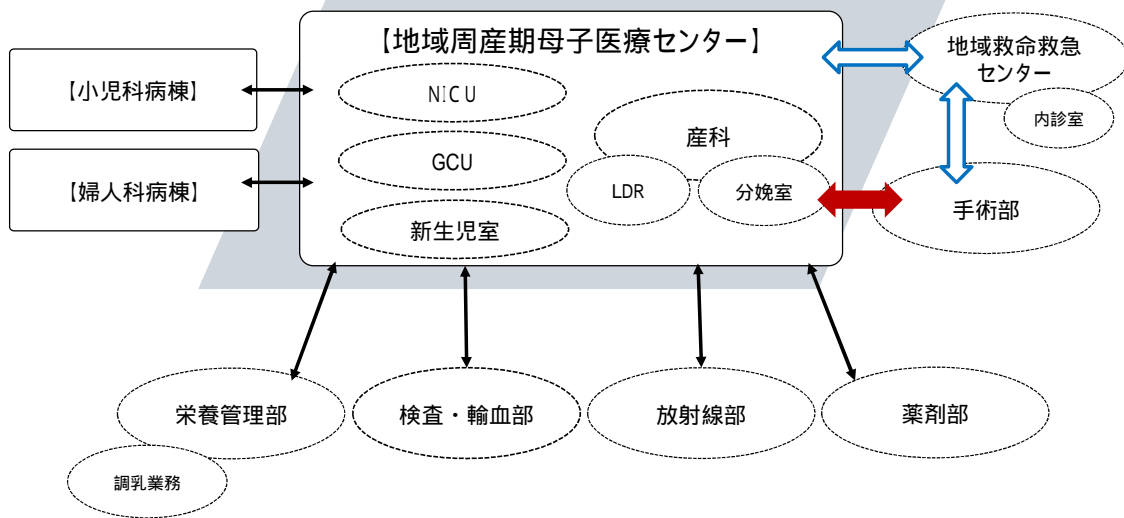 【地域周産期母子医療センター】
地域救命救急
センター
内診室
【小児科病棟】
NICU
産科
GCU
【婦人科病棟】
LDR
分娩室
手術部
新生児室
栄養管理部
検査・輸血部
放射線部
薬剤部
調乳業務